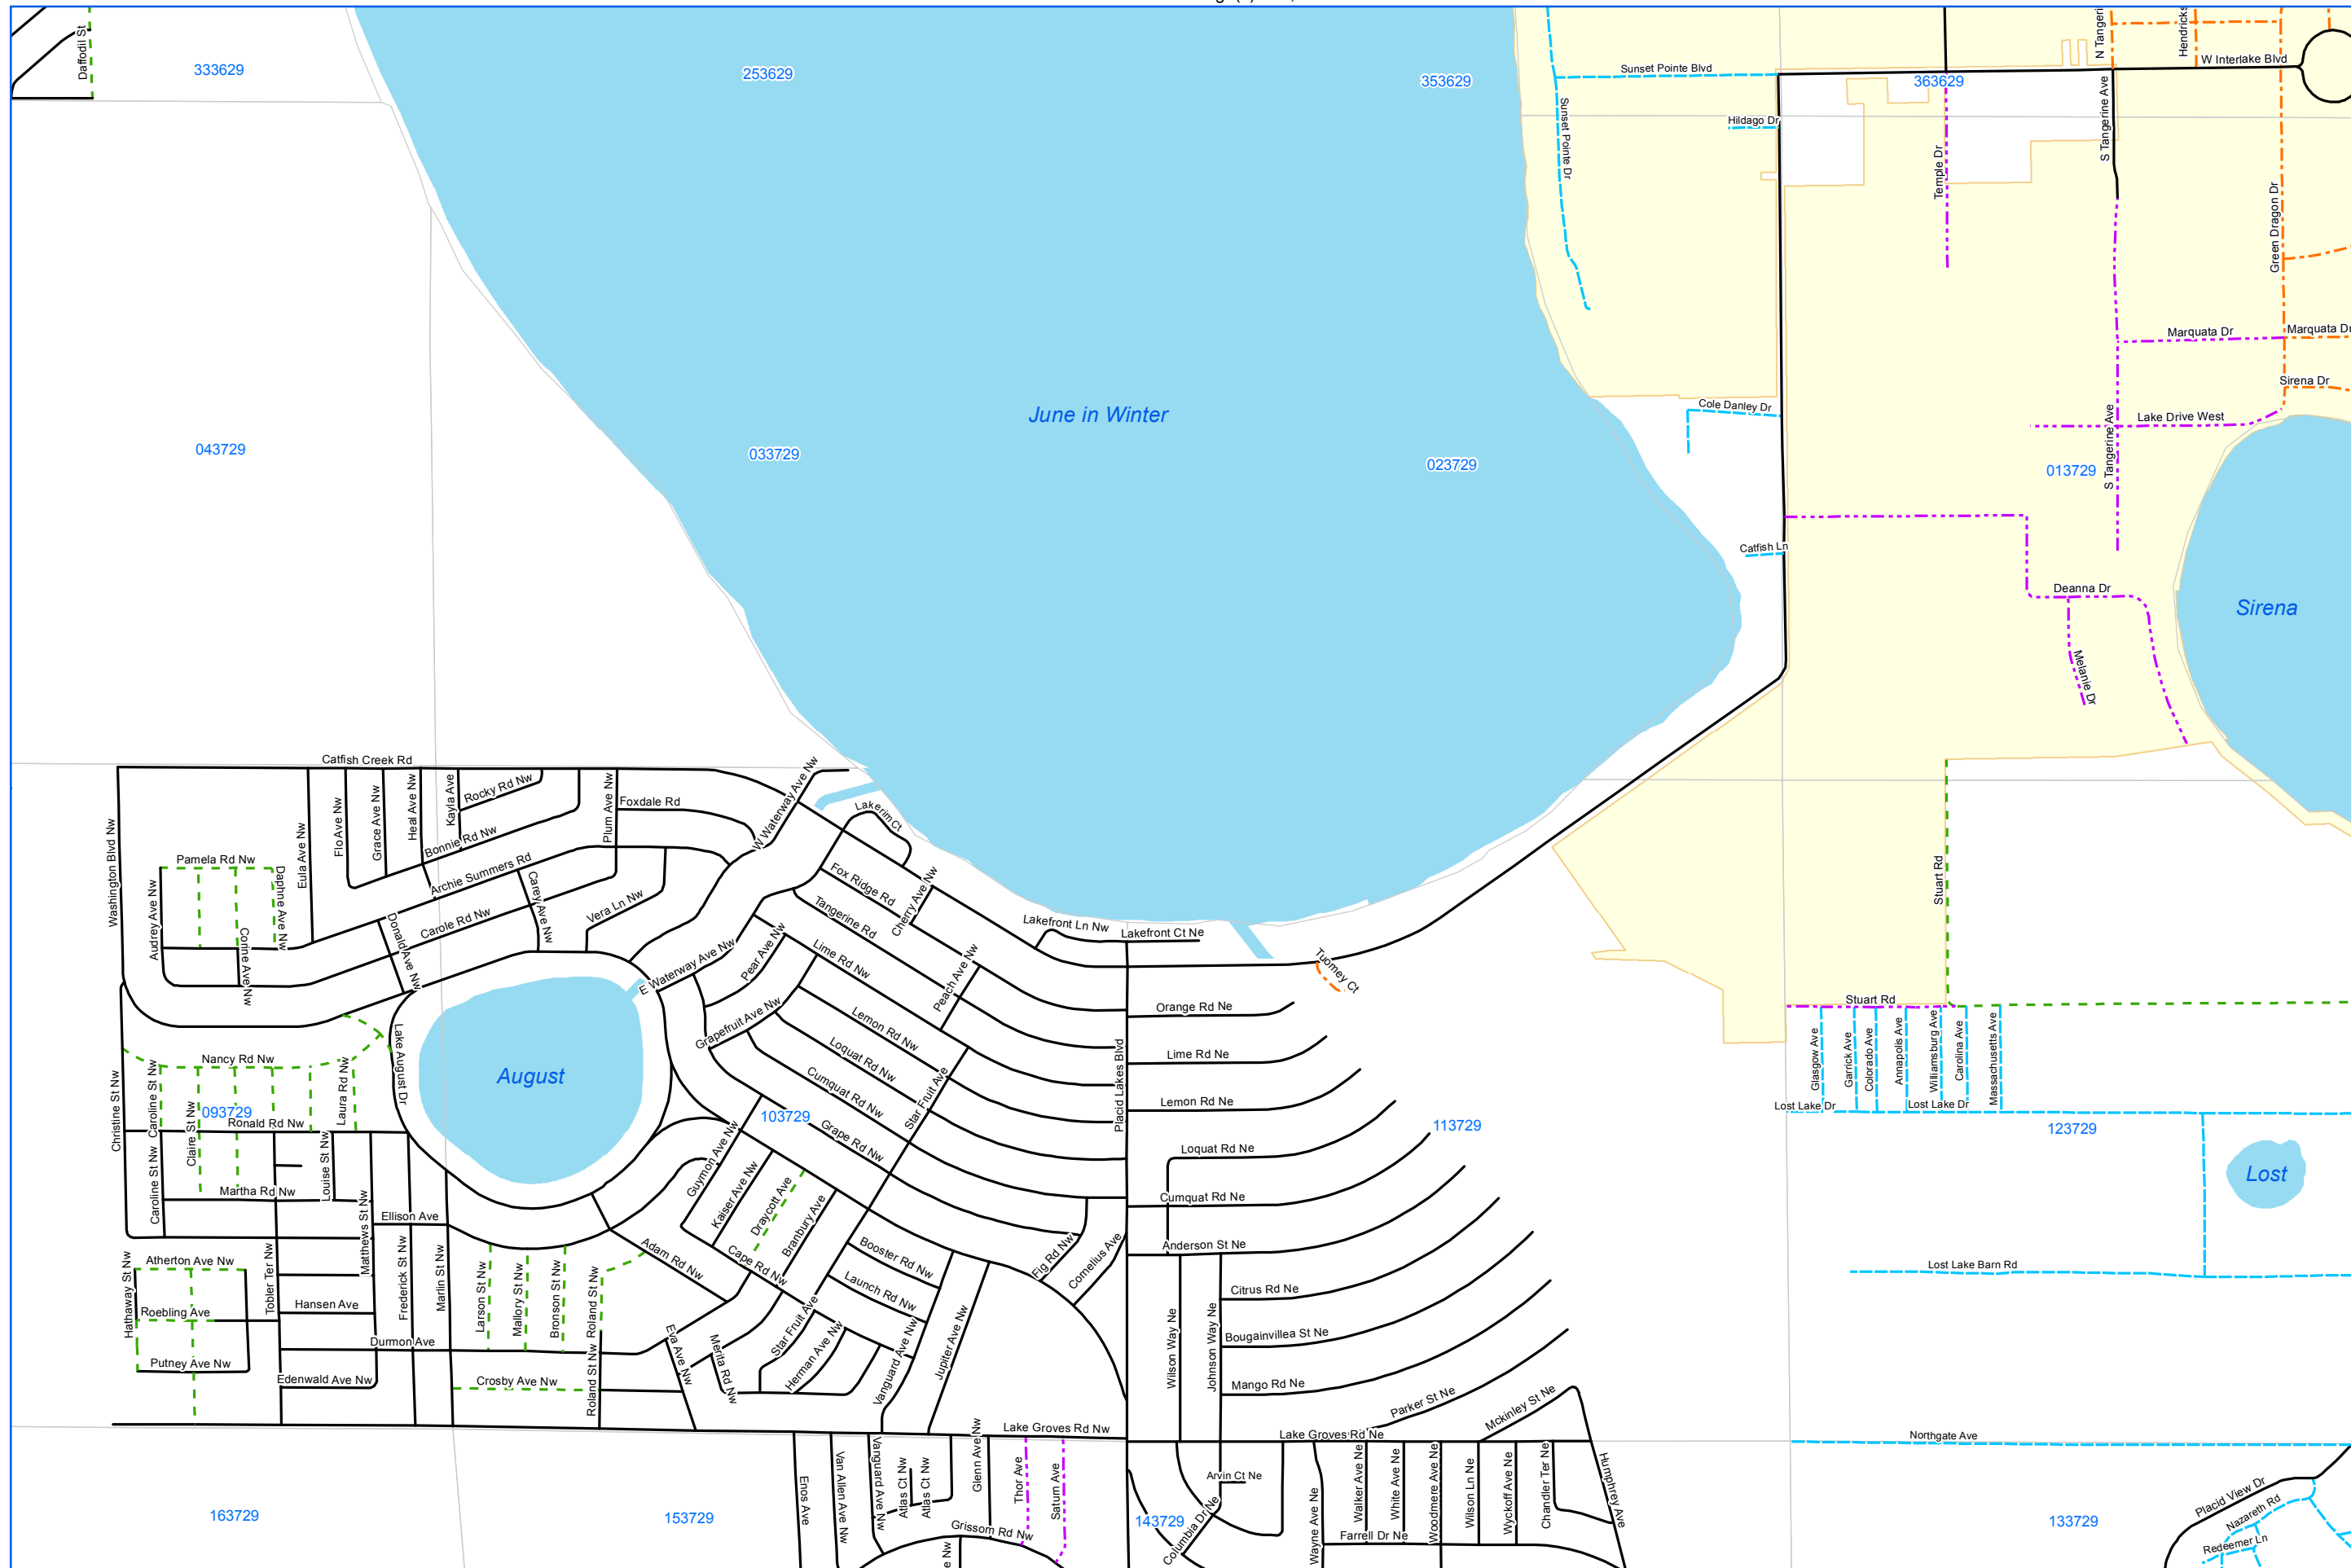 Daffodil St
333629
253629
353629
363629
Sunset Pointe Blvd
N Tangeri
Hendricks
W Interlake Blvd
Hildago Dr
Sunset Pointe Dr
Temple Dr
S Tangerine Ave
Green Dragon Dr
Marquata Dr
Marquata Dr
Sirena Dr
June in Winter
Cole Danley Dr
Lake Drive West
S Tangerine Ave
043729
033729
023729
013729
Catfish Ln
Deanna Dr
Sirena
Melanie Dr
Catfish Creek Rd
Washington Blvd Nw
Eula Ave Nw
Flo Ave Nw
Grace Ave Nw
Heal Ave Nw
Kayla Ave
Rocky Rd Nw
Bonnie Rd Nw
Plum Ave Nw
Foxdale Rd
W Waterway Ave Nw
Lakerim Ct
Pamela Rd Nw
Daphne Ave Nw
Audrey Ave Nw
Corine Ave Nw
Archie Summers Rd
Carole Rd Nw
Donald Ave Nw
Carey Ave Nw
Vera Ln Nw
Fox Ridge Rd
Cherry Ave Nw
Tangerine Rd
Stuart Rd
Lakefront Ln Nw
Lakefront Ct Ne
Tuomey Ct
E Waterway Ave Nw
Pear Ave Nw
Lime Rd Nw
Peach Ave Nw
Grapefruit Ave Nw
Lemon Rd Nw
Loquat Rd Nw
Cumquat Rd Nw
Star Fruit Ave
Placid Lakes Blvd
Orange Rd Ne
Lime Rd Ne
Lemon Rd Ne
Stuart Rd
Glasgow Ave
Garrick Ave
Colorado Ave
Annapolis Ave
Williamsburg Ave
Carolina Ave
Massachusetts Ave
Lost Lake Dr
Lost Lake Dr
Nancy Rd Nw
Lake August Dr
August
Christine St Nw
Caroline St Nw
Claire St Nw
Laura Rd Nw
093729
Ronald Rd Nw
103729
113729
123729
Grape Rd Nw
Loquat Rd Ne
Guymon Ave Nw
Kaiser Ave Nw
Draycott Ave
Branbury Ave
Caroline St Nw
Louise St Nw
Martha Rd Nw
Mathews St Nw
Ellison Ave
Cumquat Rd Ne
Lost
Atherton Ave Nw
Hathaway St Nw
Tobler Ter Nw
Frederick St Nw
Marlin St Nw
Adam Rd Nw
Cape Rd Nw
Booster Rd Nw
Launch Rd Nw
Fig Rd Nw
Cornelius Ave
Anderson St Ne
Lost Lake Barn Rd
Roebling Ave
Hansen Ave
Larson St Nw
Mallory St Nw
Bronson St Nw
Roland St Nw
Star Fruit Ave
Citrus Rd Ne
Durmon Ave
Eva Ave Nw
Merita Rd Nw
Herman Ave Nw
Vanguard Ave Nw
Jupiter Ave Nw
Wilson Way Ne
Johnson Way Ne
Bougainvillea St Ne
Putney Ave Nw
Edenwald Ave Nw
Crosby Ave Nw
Roland St Nw
Mango Rd Ne
Parker St Ne
Mckinley St Ne
Lake Groves Rd Nw
Lake Groves Rd Ne
Rd Ne
Northgate Ave
163729
153729
143729
133729
Enos Ave
Van Allen Ave Nw
Vanguard Ave Nw
Atlas Ct Nw
Atlas Ct Nw
Glenn Ave Nw
Thor Ave
Saturn Ave
Grissom Rd Nw
e Nw
Arvin Ct Ne
Columbia Dr Ne
Wayne Ave Ne
Walker Ave Ne
White Ave Ne
Woodmere Ave Ne
Wilson Ln Ne
Wyckoff Ave Ne
Chandler Ter Ne
Humphrey Ave
Farrell Dr Ne
Placid View Dr
Nazareth Rd
Redeemer Ln